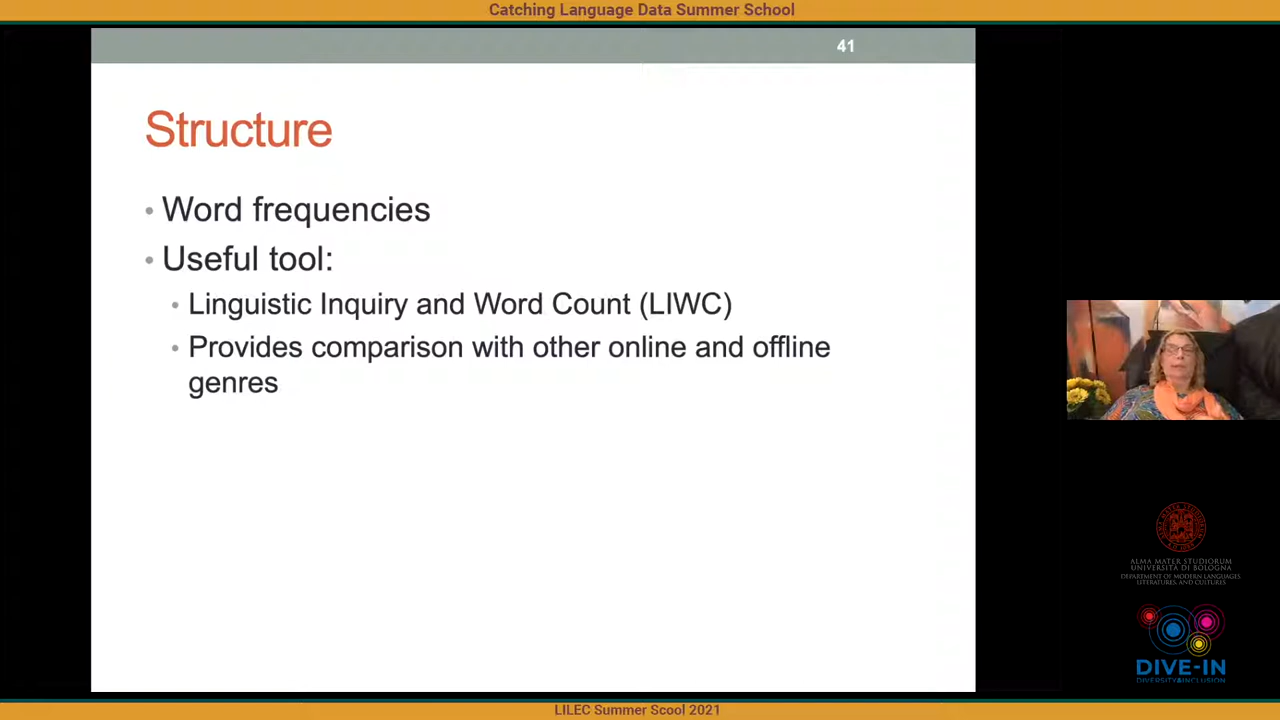 Catching Language Data Summer School
41
Structure
• Word frequencies
• Useful tool:
• Linguistic Inquiry and Word Count (LIWC)
• Provides comparison with other online and offline
genres
ALMA MATER STUDIORUM
UNIVERSITÀ DI BOLOGNA
DEPARTMENT OF MODERN LANGUAGES,
LITERATURES, AND CULTURES
DIVE-IN
DIVERSITY&INCLUSION
LILEC Summer Scool 2021